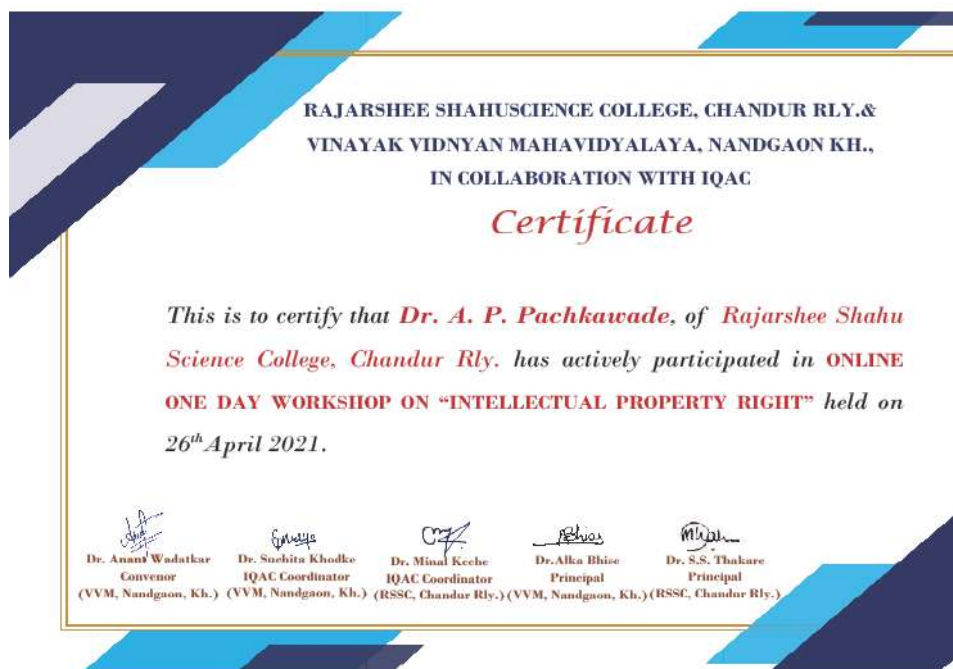 RAJARSHEE SHAHUSCIENCE COLLEGE, CHANDUR RLY.&
VINAYAK VIDNYAN MAHAVIDYALAYA, NANDGAON KH.,
IN COLLABORATION WITH IQAC
Certificate
This is to certify that Dr. A. P. Pachkawade, of Rajarshee Shahu
Science College, Chandur Rly. has actively participated in ONLINE
ONE DAY WORKSHOP ON “INTELLECTUAL PROPERTY RIGHT” held on
26th April 2021.
Dr. Anant Wadatkar Dr. Suchita Khodke Dr. Minal Keche Dr.Alka Bhise Dr. S.S. Thakare
Convenor IQAC Coordinator IQAC Coordinator Principal Principal
(VVM, Nandgaon, Kh.) (VVM, Nandgaon, Kh.) (RSSC, Chandur Rly.) (VVM, Nandgaon, Kh.) (RSSC, Chandur Rly.)